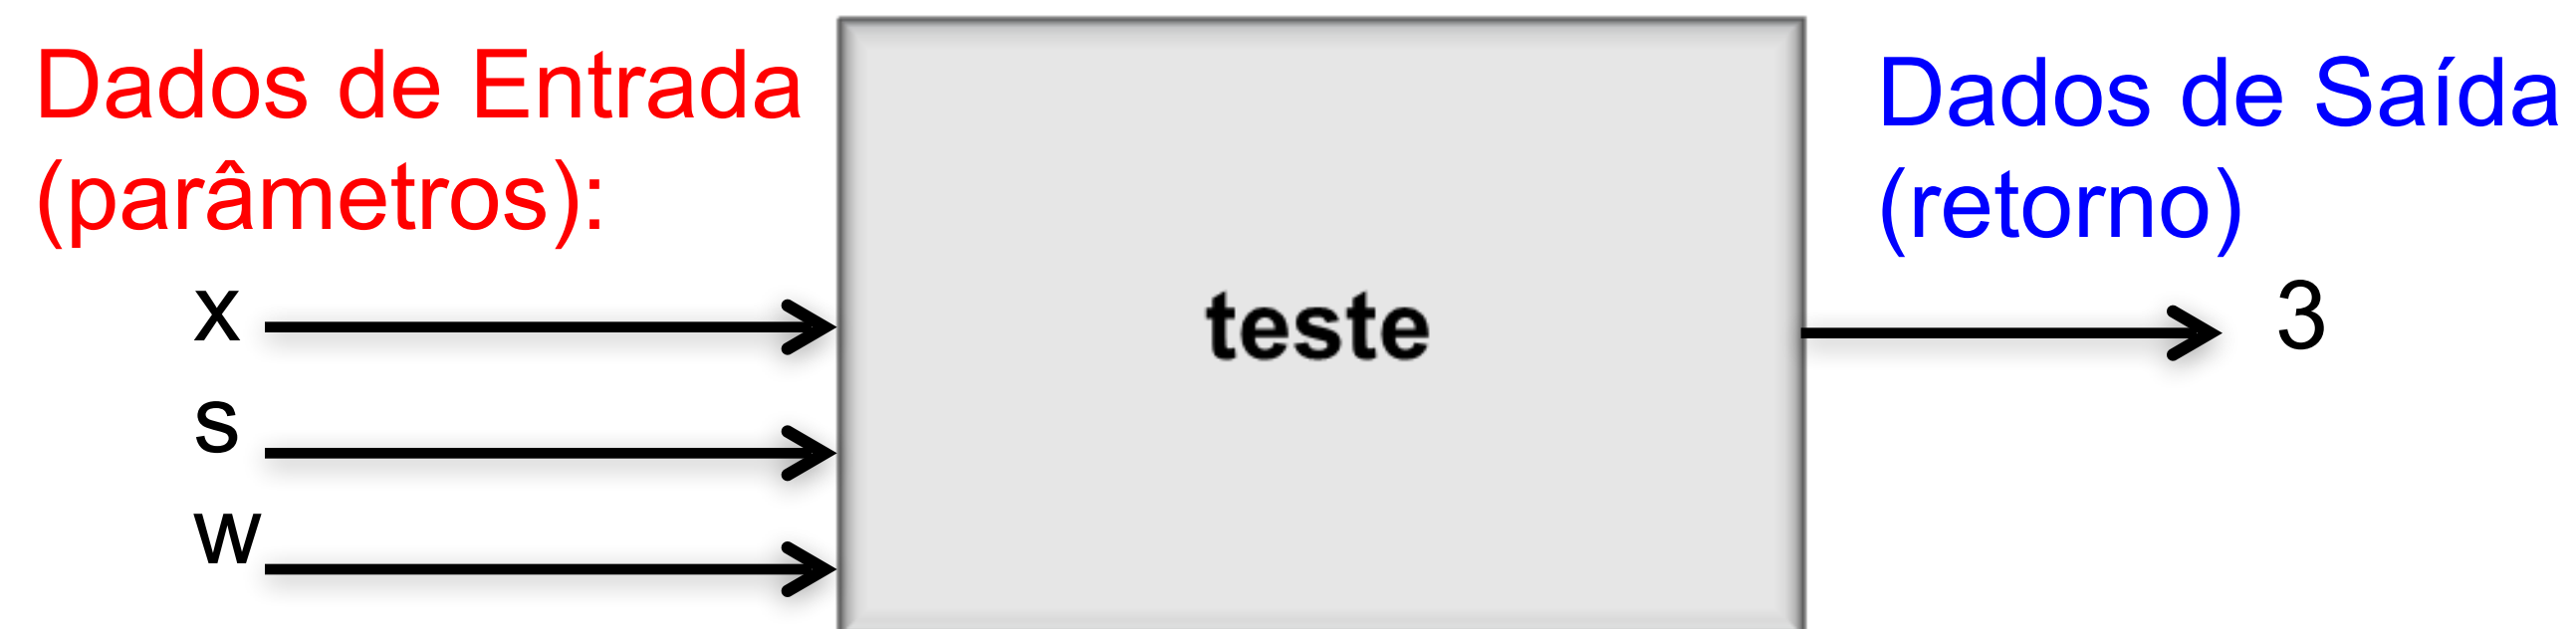 Dados de Entrada
(parâmetros):
x
s
w
teste
Dados de Saída
(retorno)
3